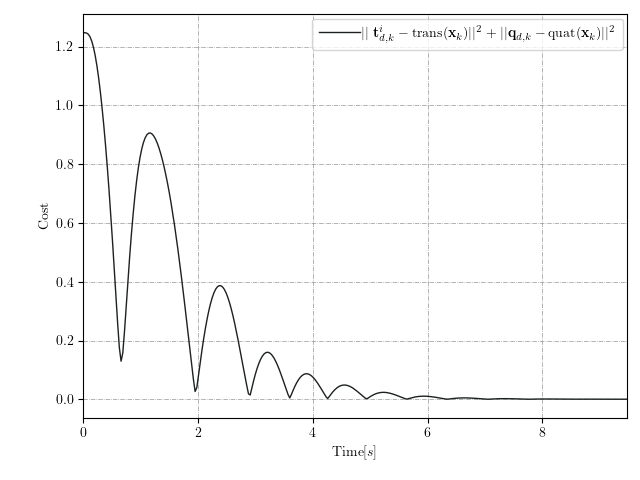 || t^i_{d,k} − trans(x_k)||^2 + ||q_{d,k} − quat(x_k)||^2
1.2
1.0
0.8
0.6
0.4
0.2
0.0
Cost
0 2 4 6 8
Time[s]